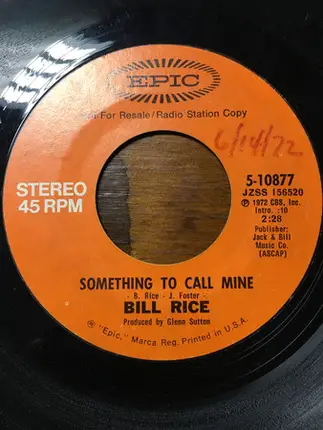 EPIC
Not For Resale/Radio Station Copy
6/14/72
STEREO
45 RPM
5-10877
JZSS 156520
℗ 1972 CBS, Inc.
Intro. :10
2:28
Publisher:
Jack & Bill
Music Co.
(ASCAP)
SOMETHING TO CALL MINE
- B. Rice - J. Foster -
BILL RICE
Produced by Glenn Sutton
® "Epic," Marca Reg. Printed in U.S.A.